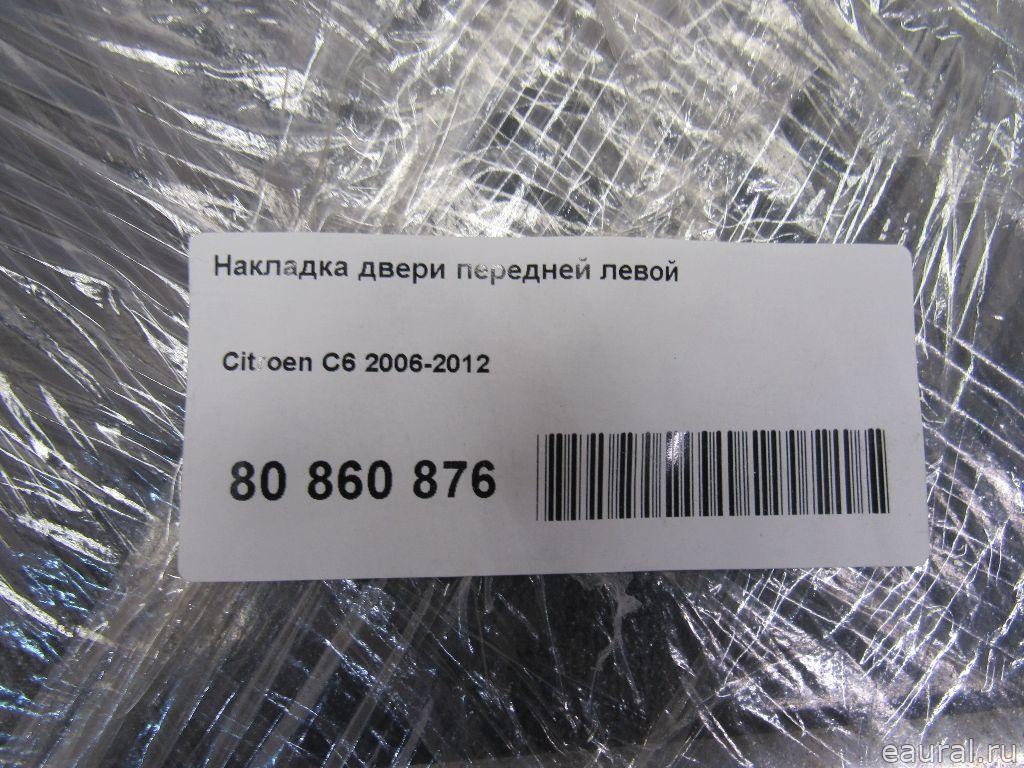 Накладка двери передней левой
Citroen C6 2006-2012
80 860 876
eaural.ru